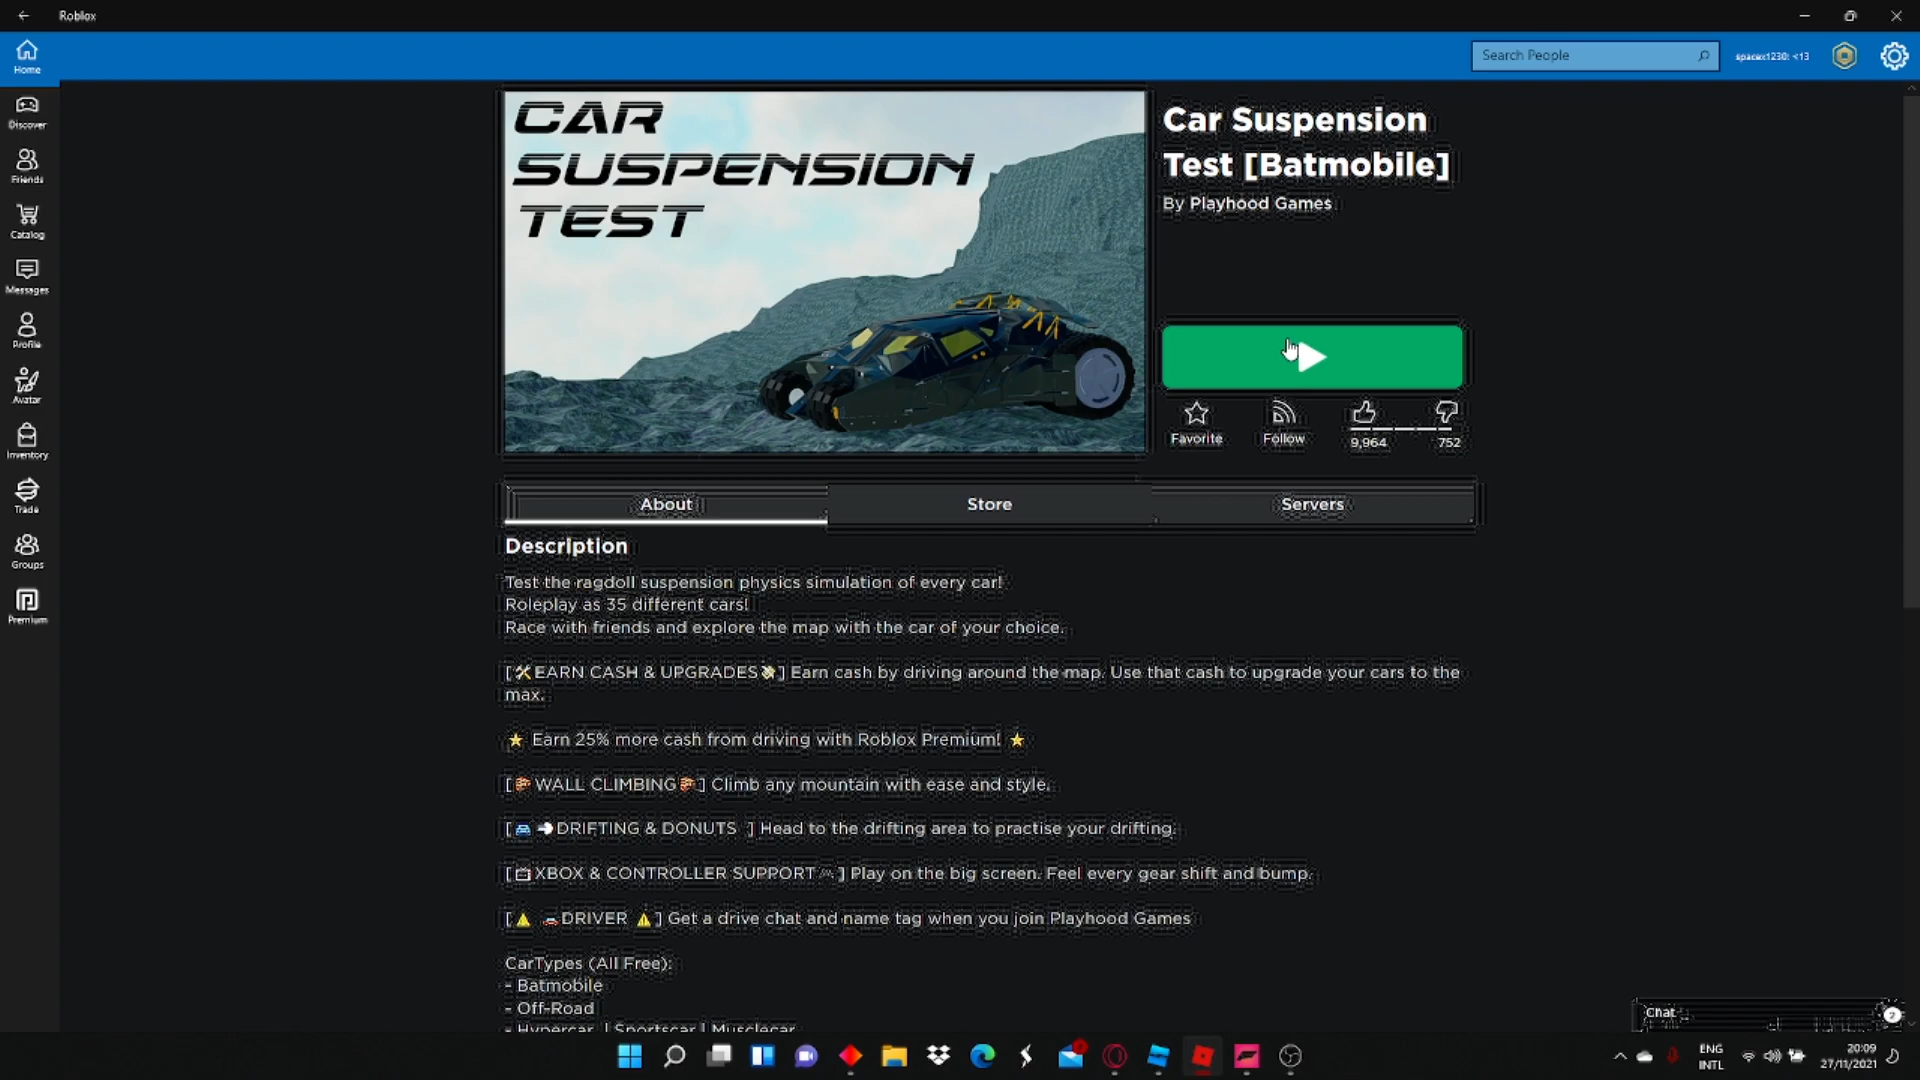 Roblox
Home
Search People
spacex1230: <13
Discover
Friends
Catalog
Messages
Profile
Avatar
Inventory
Trade
Groups
Premium
CAR
SUSPENSION
TEST
Car Suspension
Test [Batmobile]
By Playhood Games
Favorite
Follow
9,964
752
About
Store
Servers
Description
Test the ragdoll suspension physics simulation of every car!
Roleplay as 35 different cars!
Race with friends and explore the map with the car of your choice.
[🛠EARN CASH & UPGRADES💸] Earn cash by driving around the map. Use that cash to upgrade your cars to the
max.
⭐ Earn 25% more cash from driving with Roblox Premium! ⭐
[🧗WALL CLIMBING🧗] Climb any mountain with ease and style.
[🚘 💨DRIFTING & DONUTS ] Head to the drifting area to practise your drifting.
[📺XBOX & CONTROLLER SUPPORT🎮] Play on the big screen. Feel every gear shift and bump.
[⚠ 🚗DRIVER ⚠] Get a drive chat and name tag when you join Playhood Games
CarTypes (All Free):
- Batmobile
- Off-Road
- Hypercar | Sportscar | Musclecar
Chat
2
ENG
INTL
20:09
27/11/2021